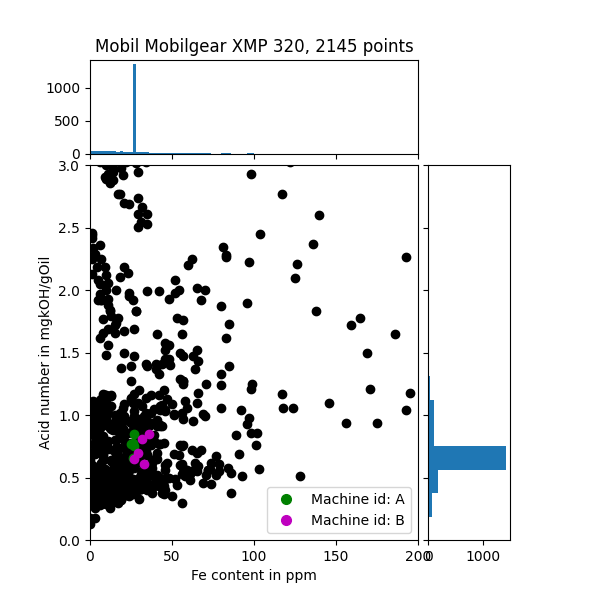 Mobil Mobilgear XMP 320, 2145 points
1000
500
0
3.0
2.5
2.0
1.5
1.0
0.5
0.0
Acid number in mgkOH/gOil
Machine id: A
Machine id: B
0 50 100 150 200
0 1000
Fe content in ppm